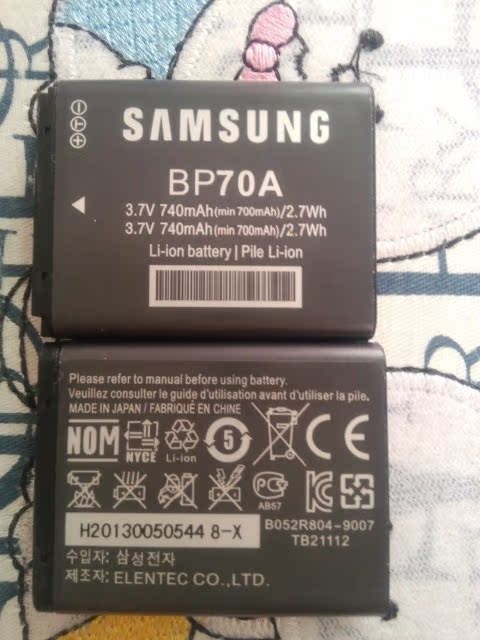 SAMSUNG
BP70A
3.7V 740mAh(min 700mAh)/2.7Wh
3.7V 740mAh(min 700mAh)/2.7Wh
Li-ion battery | Pile Li-ion
Please refer to manual before using battery.
Veuillez consulter le guide d'utilisation avant d'utiliser la pile.
MADE IN JAPAN / FABRIQUÉ EN CHINE
NOM NYCE Li-ion 5 CE
PC AB57
H20130050544 8-X
B052R804-9007
TB21112
수입자: 삼성전자
제조자: ELENTEC CO.,LTD.